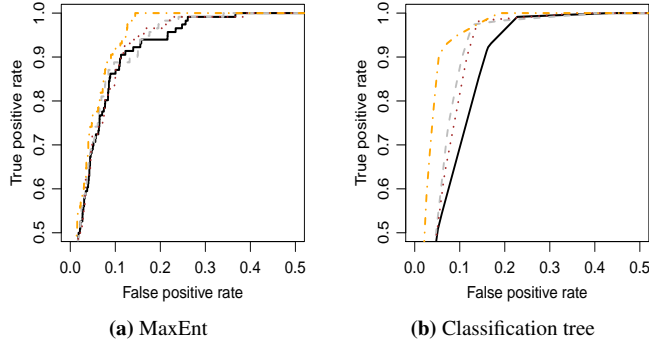 True positive rate
1.0
0.9
0.8
0.7
0.6
0.5
0.0 0.1 0.2 0.3 0.4 0.5
False positive rate
(a) MaxEnt
True positive rate
1.0
0.9
0.8
0.7
0.6
0.5
0.0 0.1 0.2 0.3 0.4 0.5
False positive rate
(b) Classification tree